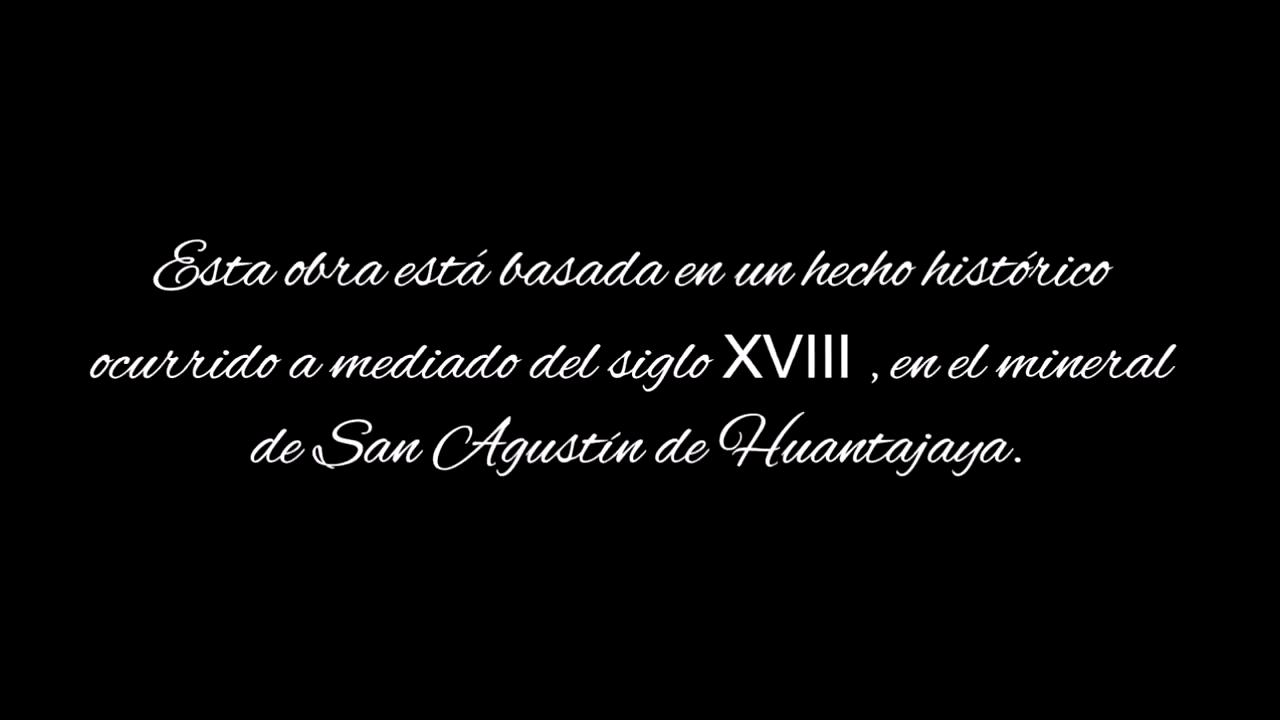 Esta obra está basada en un hecho histórico
ocurrido a mediado del siglo XVIII , en el mineral
de San Agustín de Huantajaya.